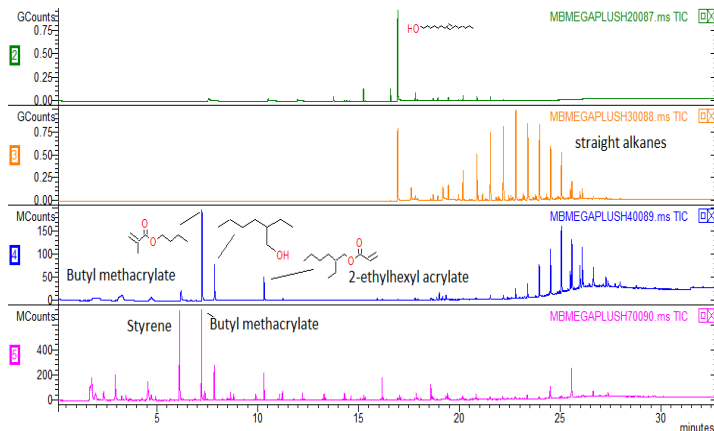 GCounts
MBMEGAPLUSH20087.ms TIC
HO
0.75
2
0.50
0.25
0.00
GCounts
MBMEGAPLUSH30088.ms TIC
straight alkanes
0.75
3
0.50
0.25
0.00
MCounts
MBMEGAPLUSH40089.ms TIC
150
O
O
4
100
OH
O
O
Butyl methacrylate
2-ethylhexyl acrylate
50
0
MCounts
MBMEGAPLUSH70090.ms TIC
Styrene
Butyl methacrylate
400
5
200
0
5
10
15
20
25
30
minutes